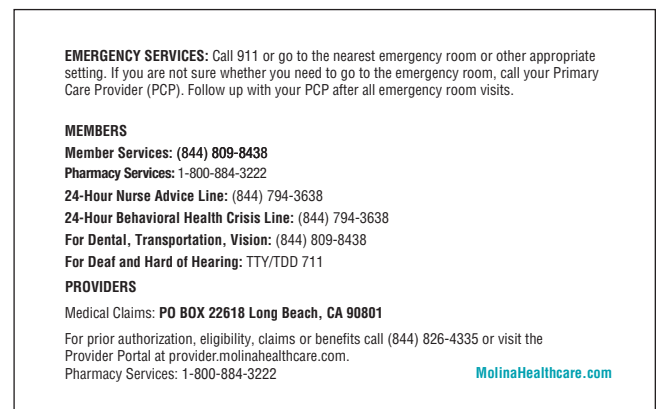 EMERGENCY SERVICES: Call 911 or go to the nearest emergency room or other appropriate
setting. If you are not sure whether you need to go to the emergency room, call your Primary
Care Provider (PCP). Follow up with your PCP after all emergency room visits.
MEMBERS
Member Services: (844) 809-8438
Pharmacy Services: 1-800-884-3222
24-Hour Nurse Advice Line: (844) 794-3638
24-Hour Behavioral Health Crisis Line: (844) 794-3638
For Dental, Transportation, Vision: (844) 809-8438
For Deaf and Hard of Hearing: TTY/TDD 711
PROVIDERS
Medical Claims: PO BOX 22618 Long Beach, CA 90801
For prior authorization, eligibility, claims or benefits call (844) 826-4335 or visit the
Provider Portal at provider.molinahealthcare.com.
Pharmacy Services: 1-800-884-3222 MolinaHealthcare.com